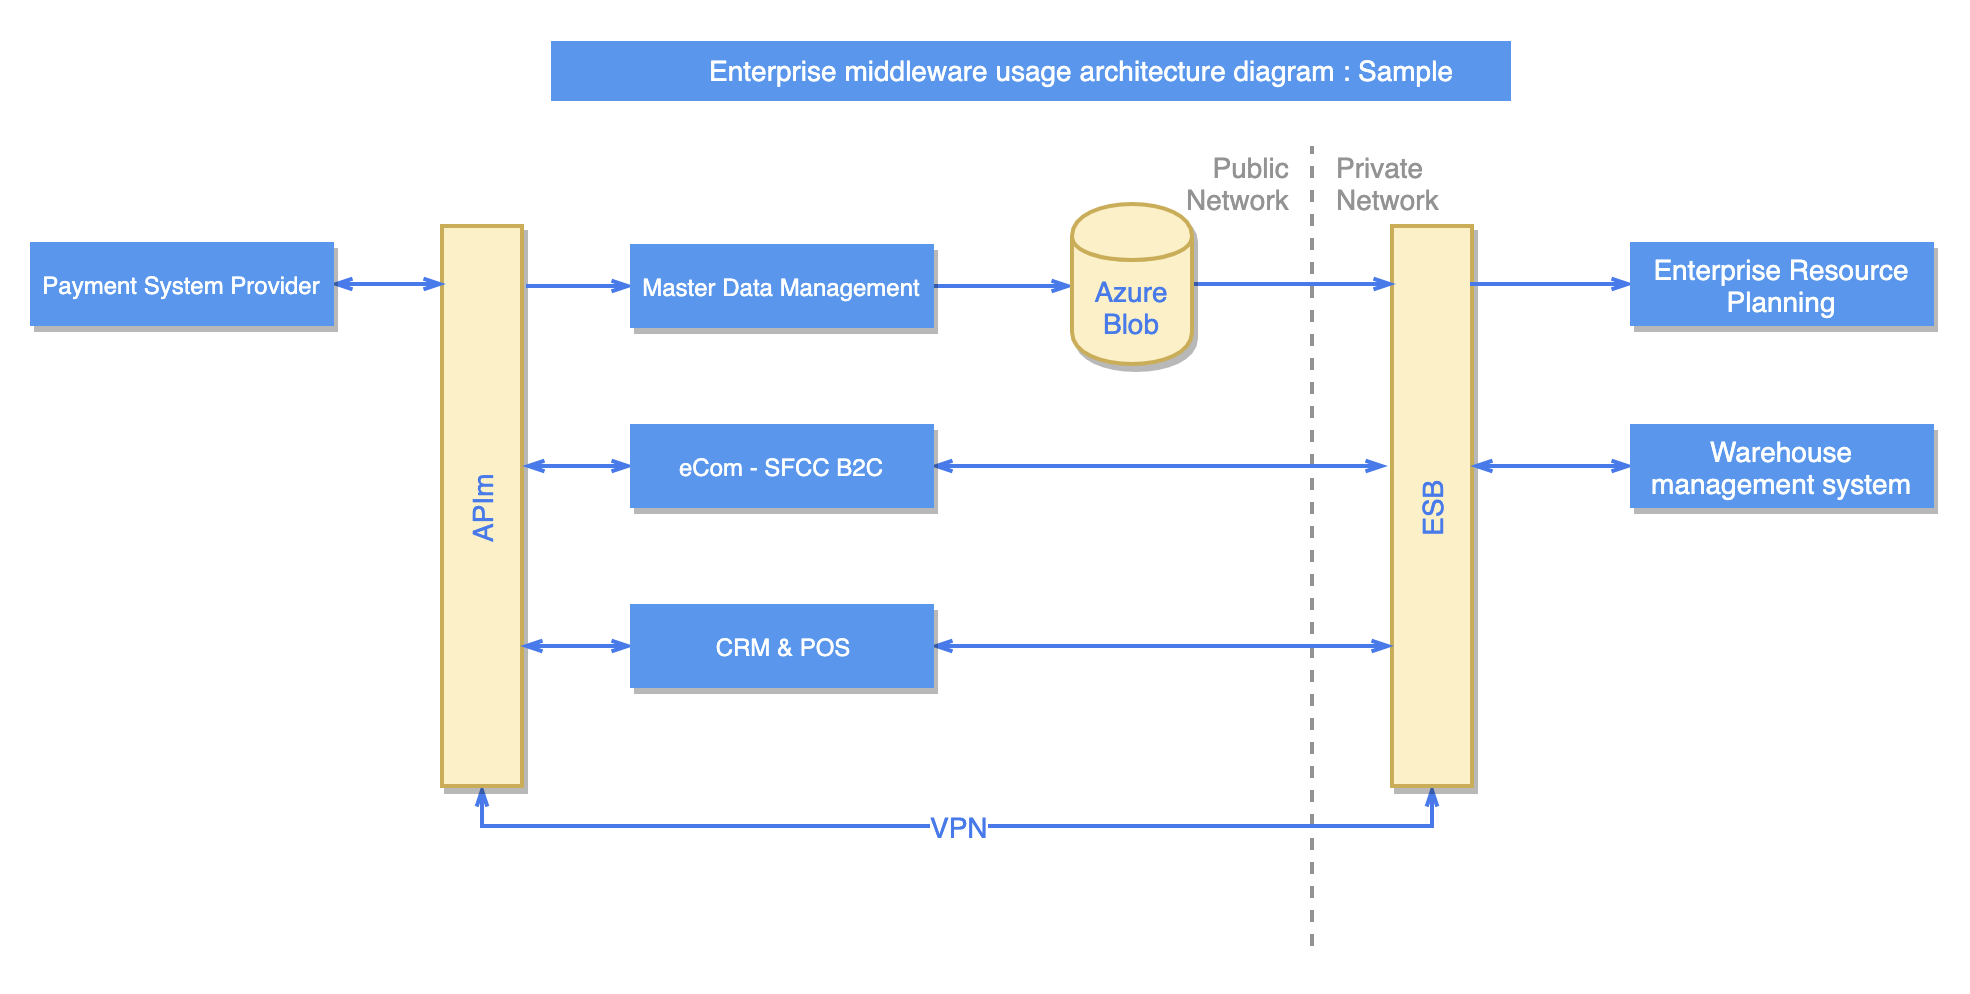 Enterprise middleware usage architecture diagram : Sample
Public
Network
Private
Network
Payment System Provider
APIm
Master Data Management
Azure
Blob
ESB
Enterprise Resource
Planning
eCom - SFCC B2C
Warehouse
management system
CRM & POS
VPN